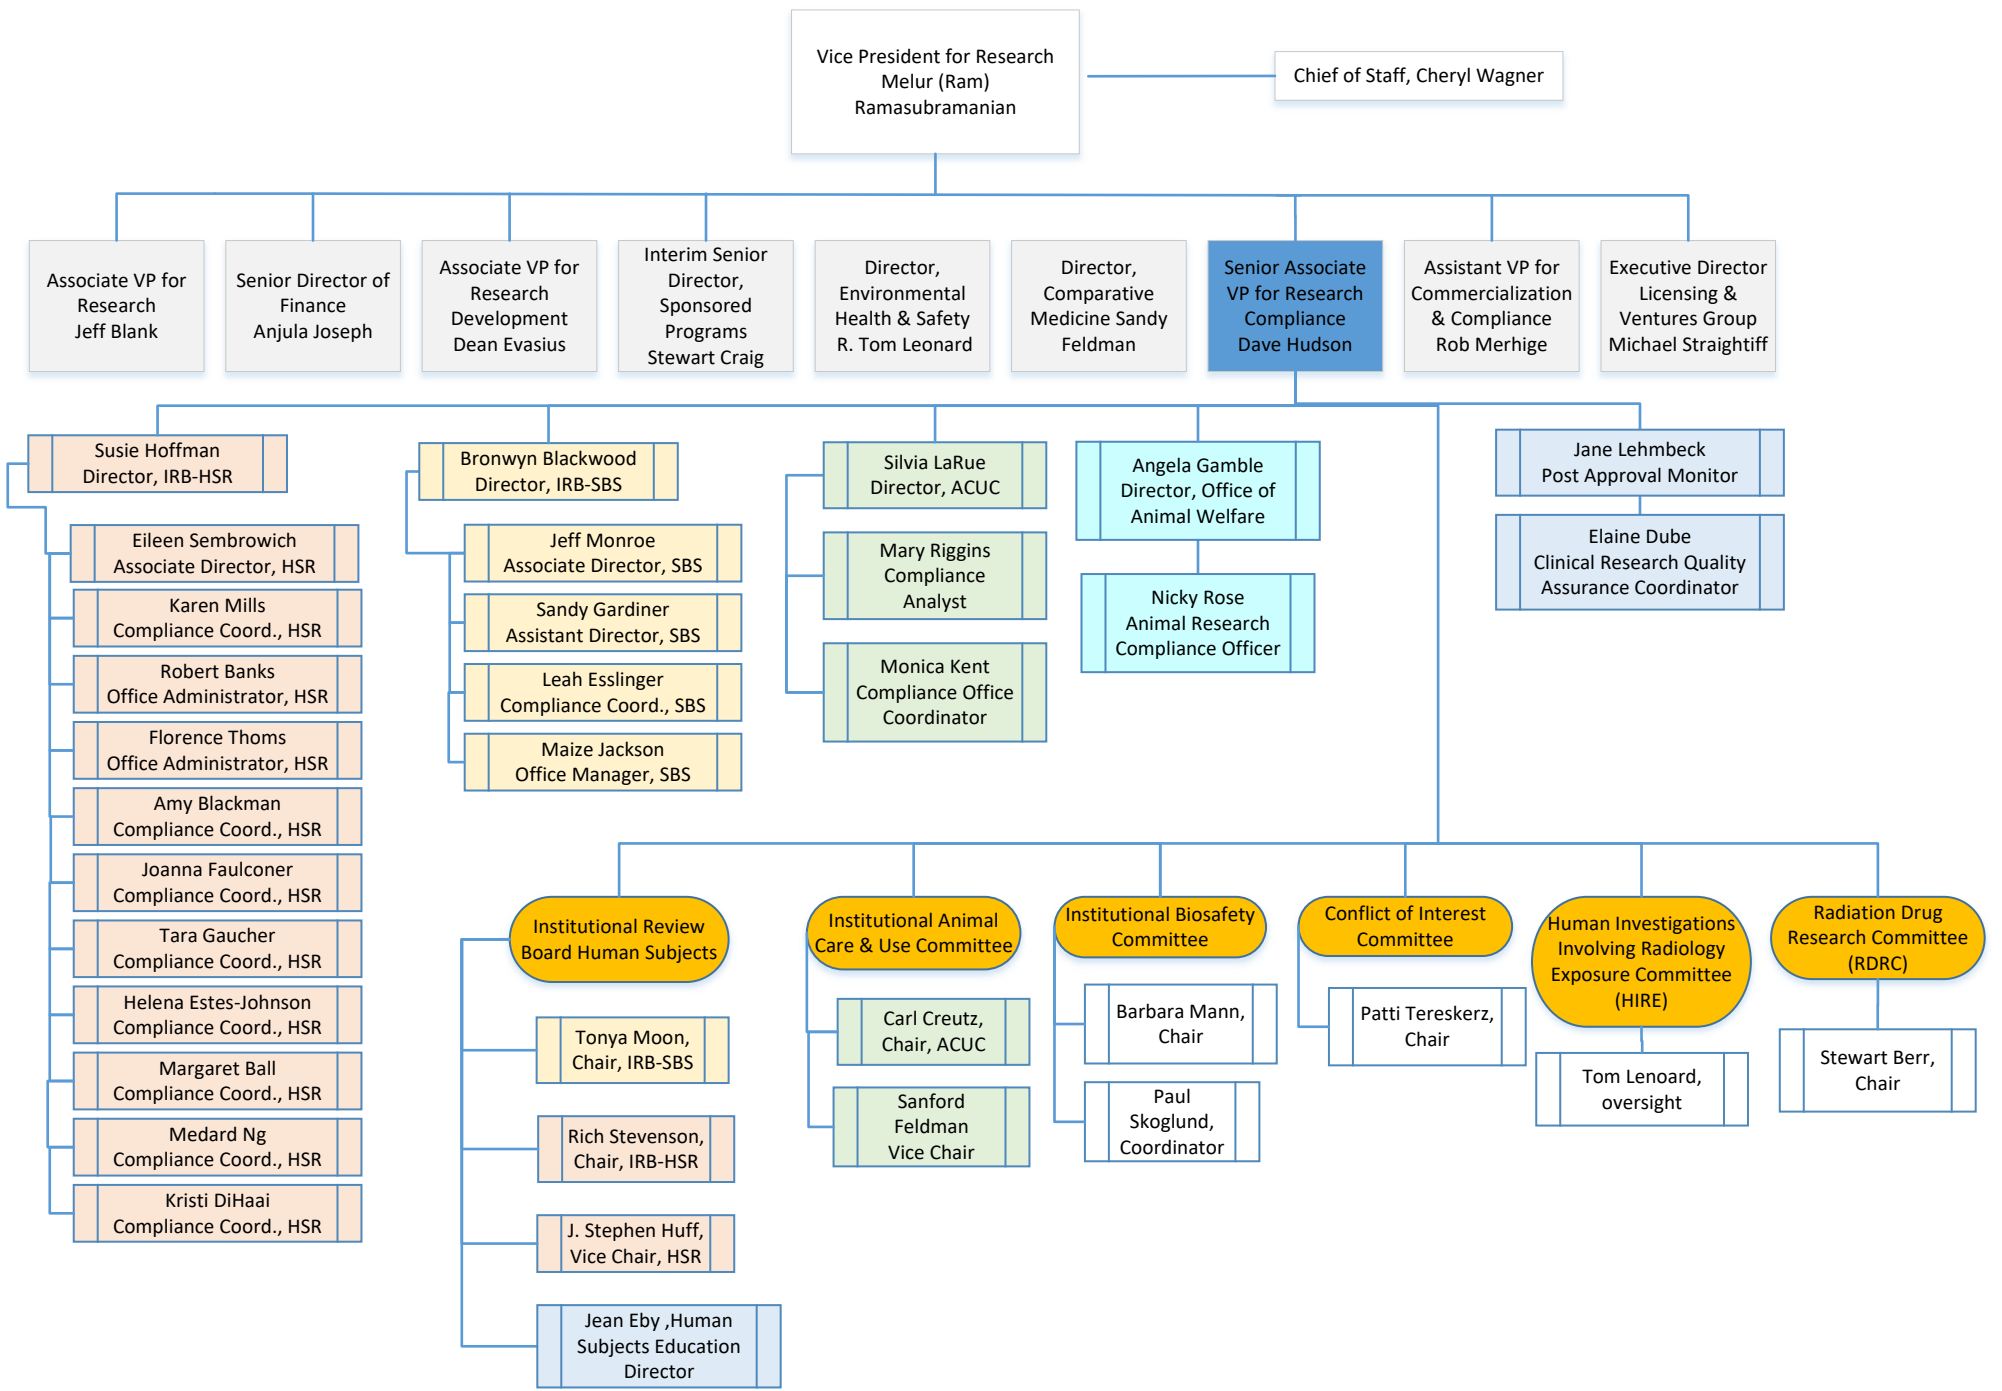 Vice President for Research
Melur (Ram)
Ramasubramanian
Chief of Staff, Cheryl Wagner
Associate VP for
Research
Jeff Blank
Senior Director of
Finance
Anjula Joseph
Associate VP for
Research
Development
Dean Evasius
Interim Senior
Director,
Sponsored
Programs
Stewart Craig
Director,
Environmental
Health & Safety
R. Tom Leonard
Director,
Comparative
Medicine Sandy
Feldman
Senior Associate
VP for Research
Compliance
Dave Hudson
Assistant VP for
Commercialization
& Compliance
Rob Merhige
Executive Director
Licensing &
Ventures Group
Michael Straightiff
Susie Hoffman
Director, IRB-HSR
Eileen Sembrowich
Associate Director, HSR
Karen Mills
Compliance Coord., HSR
Robert Banks
Office Administrator, HSR
Florence Thoms
Office Administrator, HSR
Amy Blackman
Compliance Coord., HSR
Joanna Faulconer
Compliance Coord., HSR
Tara Gaucher
Compliance Coord., HSR
Helena Estes-Johnson
Compliance Coord., HSR
Margaret Ball
Compliance Coord., HSR
Medard Ng
Compliance Coord., HSR
Kristi DiHaai
Compliance Coord., HSR
Bronwyn Blackwood
Director, IRB-SBS
Jeff Monroe
Associate Director, SBS
Sandy Gardiner
Assistant Director, SBS
Leah Esslinger
Compliance Coord., SBS
Maize Jackson
Office Manager, SBS
Silvia LaRue
Director, ACUC
Mary Riggins
Compliance
Analyst
Monica Kent
Compliance Office
Coordinator
Angela Gamble
Director, Office of
Animal Welfare
Nicky Rose
Animal Research
Compliance Officer
Jane Lehmbeck
Post Approval Monitor
Elaine Dube
Clinical Research Quality
Assurance Coordinator
Institutional Review
Board Human Subjects
Tonya Moon,
Chair, IRB-SBS
Rich Stevenson,
Chair, IRB-HSR
J. Stephen Huff,
Vice Chair, HSR
Jean Eby ,Human
Subjects Education
Director
Institutional Animal
Care & Use Committee
Carl Creutz,
Chair, ACUC
Sanford
Feldman
Vice Chair
Institutional Biosafety
Committee
Barbara Mann,
Chair
Paul
Skoglund,
Coordinator
Conflict of Interest
Committee
Patti Tereskerz,
Chair
Human Investigations
Involving Radiology
Exposure Committee
(HIRE)
Tom Lenoard,
oversight
Radiation Drug
Research Committee
(RDRC)
Stewart Berr,
Chair